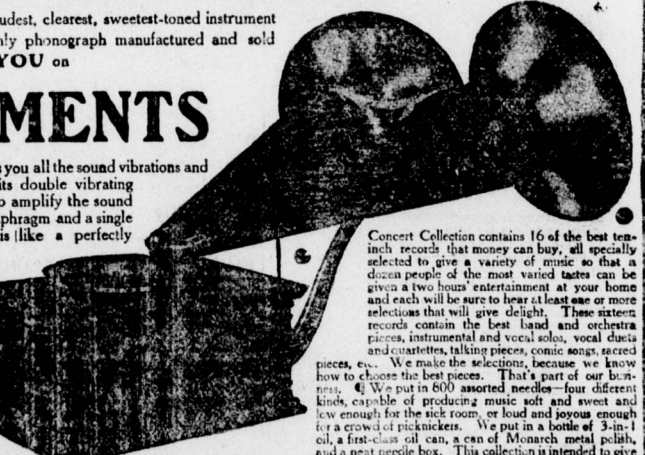 udest, clearest, sweetest-toned instrument
nly phonograph manufactured and sold
YOU on
MENTS
s you all the sound vibrations and
its double vibrating
o amplify the sound
phragm and a single
is like a perfectly
Concert Collection contains 16 of the best ten-
inch records that money can buy, all specially
selected to give a variety of music so that a
dozen people of the most varied tastes can be
given a two hours' entertainment at your home
and each will be sure to hear at least one or more
selections that will give delight. These sixteen
records contain the best band and orchestra
pieces, instrumental and vocal solos, vocal duets
and quartettes, talking pieces, comic songs, sacred
pieces, etc. We make the selections, because we know
how to choose the best pieces. That's part of our busi-
ness. ¶ We put in 800 assorted needles—four different
kinds, capable of producing music soft and sweet and
low enough for the sick room, or loud and joyous enough
for a crowd of picknickers. We put in a bottle of 3-in-1
oil, a first-class oil can, a can of Monarch metal polish,
and a neat needle box. This collection is intended to give